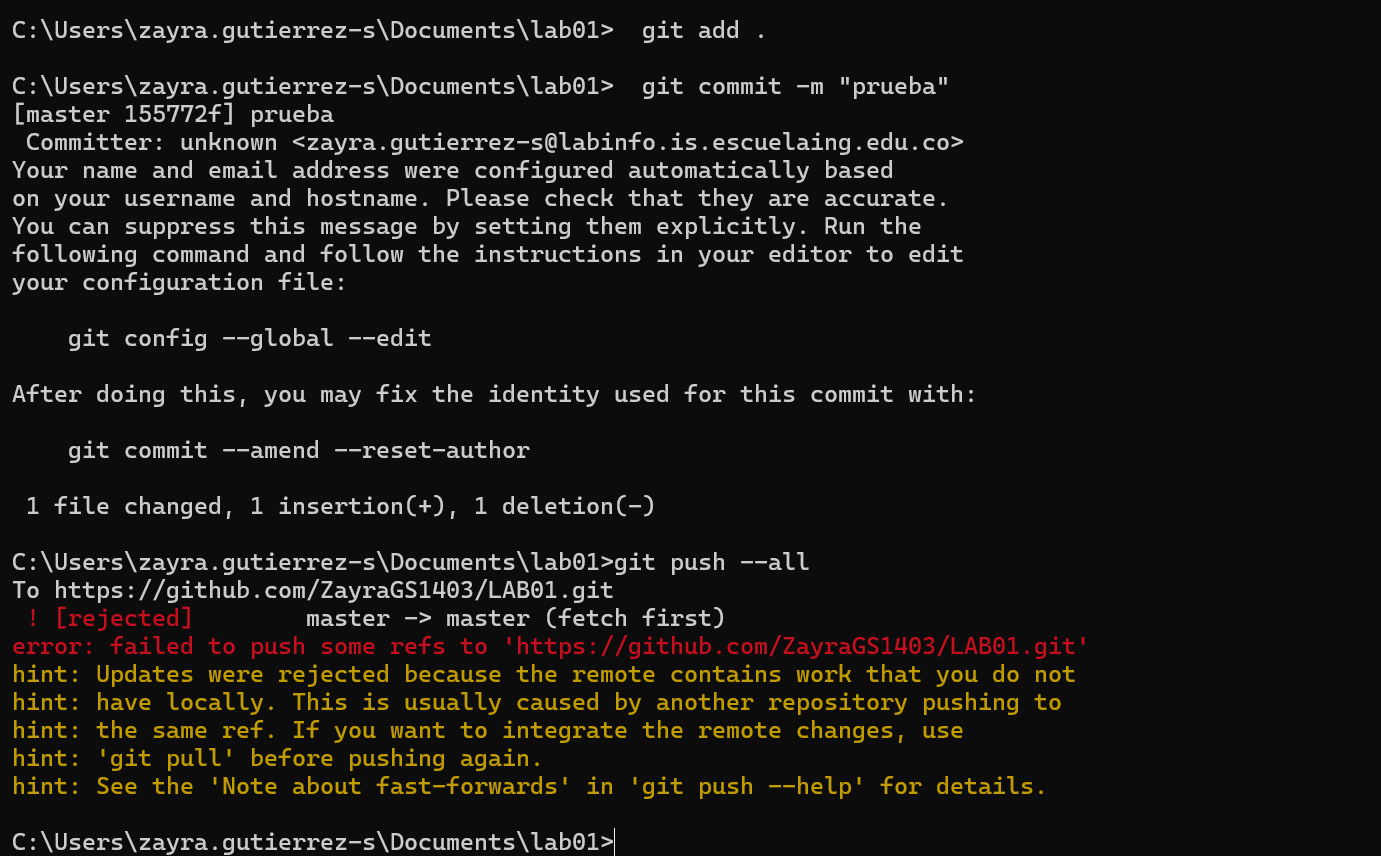 C:\Users\zayra.gutierrez-s\Documents\lab01>  git add .
C:\Users\zayra.gutierrez-s\Documents\lab01>  git commit -m "prueba"
[master 155772f] prueba
 Committer: unknown <zayra.gutierrez-s@labinfo.is.escuelaing.edu.co>
Your name and email address were configured automatically based
on your username and hostname. Please check that they are accurate.
You can suppress this message by setting them explicitly. Run the
following command and follow the instructions in your editor to edit
your configuration file:
    git config --global --edit
After doing this, you may fix the identity used for this commit with:
    git commit --amend --reset-author
 1 file changed, 1 insertion(+), 1 deletion(-)
C:\Users\zayra.gutierrez-s\Documents\lab01>git push --all
To https://github.com/ZayraGS1403/LAB01.git
 ! [rejected]        master -> master (fetch first)
error: failed to push some refs to 'https://github.com/ZayraGS1403/LAB01.git'
hint: Updates were rejected because the remote contains work that you do not
hint: have locally. This is usually caused by another repository pushing to
hint: the same ref. If you want to integrate the remote changes, use
hint: 'git pull' before pushing again.
hint: See the 'Note about fast-forwards' in 'git push --help' for details.
C:\Users\zayra.gutierrez-s\Documents\lab01>